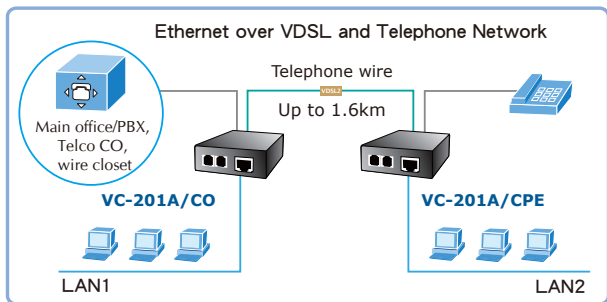 Ethernet over VDSL and Telephone Network
Telephone wire
VDSL2
Up to 1.6km
Main office/PBX,
Telco CO,
wire closet
VC-201A/CO
VC-201A/CPE
LAN1
LAN2